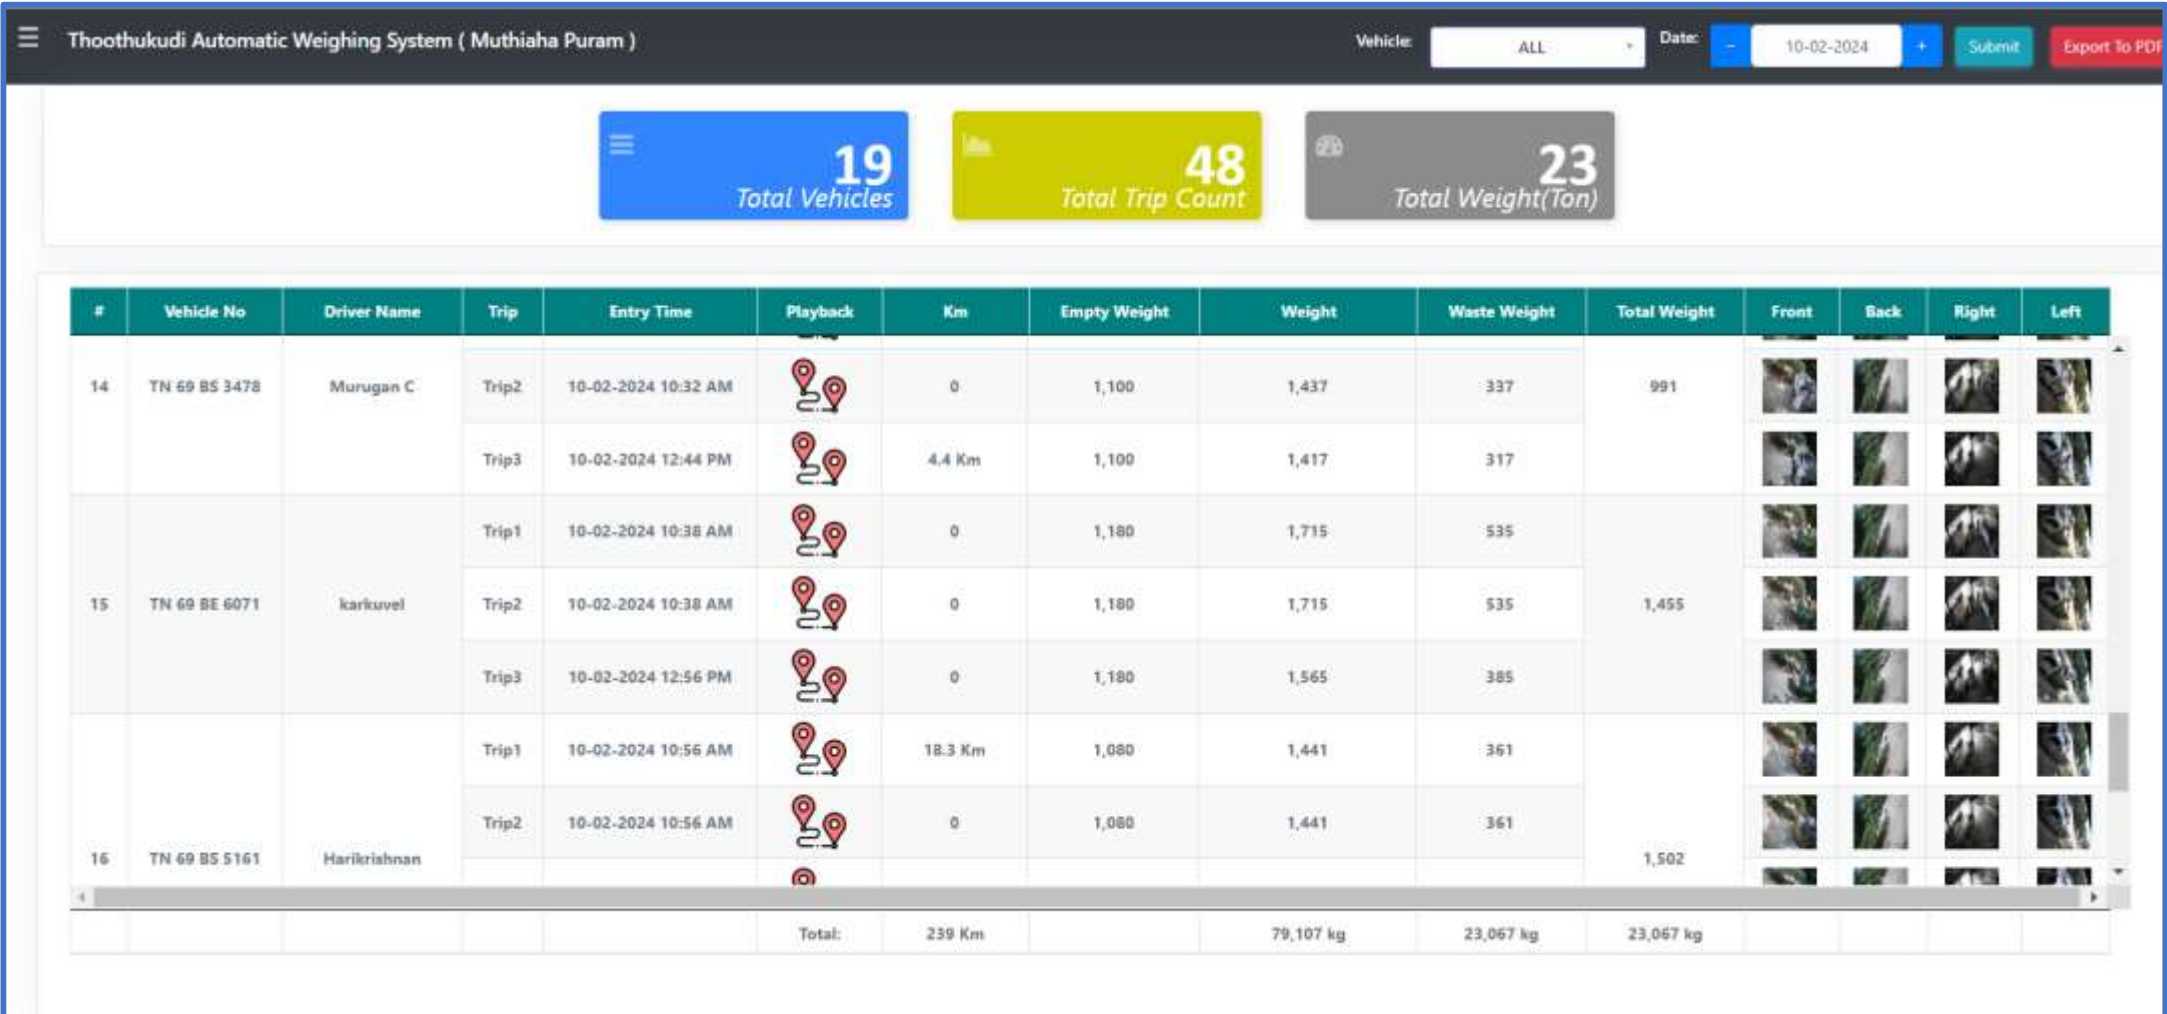 Thoothukudi Automatic Weighing System ( Muthiaha Puram ) Vehicle: ALL Date: - 10-02-2024 + Submit Export To PDF
19
Total Vehicles
48
Total Trip Count
23
Total Weight(Ton)
# Vehicle No Driver Name Trip Entry Time Playback Km Empty Weight Weight Waste Weight Total Weight Front Back Right Left
14 TN 69 BS 3478 Murugan C Trip2 10-02-2024 10:32 AM 0 1,100 1,437 337 991
Trip3 10-02-2024 12:44 PM 4.4 Km 1,100 1,417 317
Trip1 10-02-2024 10:38 AM 0 1,180 1,715 535
15 TN 69 BE 6071 karkuvel Trip2 10-02-2024 10:38 AM 0 1,180 1,715 535 1,455
Trip3 10-02-2024 12:56 PM 0 1,180 1,565 385
Trip1 10-02-2024 10:56 AM 18.3 Km 1,080 1,441 361
Trip2 10-02-2024 10:56 AM 0 1,080 1,441 361
16 TN 69 BS 5161 Harikrishnan 1,502
Total: 239 Km 79,107 kg 23,067 kg 23,067 kg